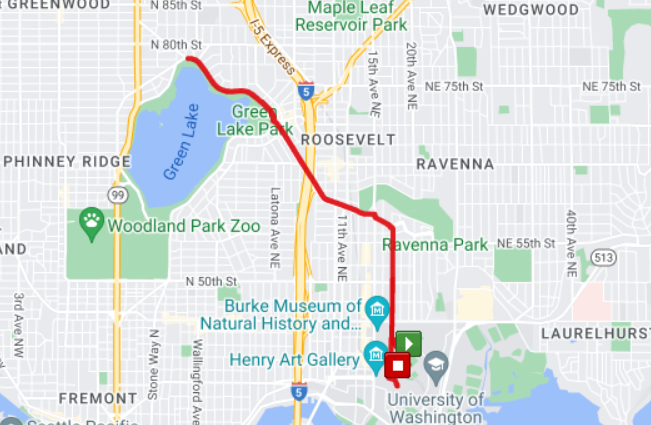 GREENWOOD
N 85th St
Maple Leaf
Reservoir Park
WEDGWOOD
N 80th St
I-5 Express
15th Ave NE
20th Ave NE
5
NE 75th St
NE 75th St
Green Lake
Green
Lake Park
ROOSEVELT
PHINNEY RIDGE
RAVENNA
99
Woodland Park Zoo
Latona Ave NE
11th Ave NE
Ravenna Park
NE 55th St
40th Ave NE
513
N 50th St
3rd Ave NW
Burke Museum of
Natural History and...
Stone Way N
Wallingford Ave
Henry Art Gallery
LAURELHURS
5
FREMONT
University of
Washington
Seattle Pacific